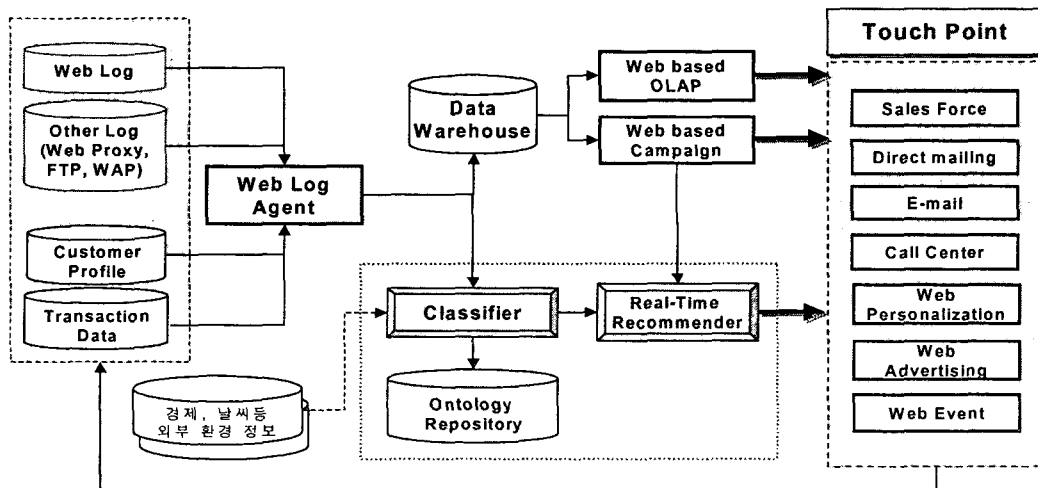 Web Log
Other Log
(Web Proxy,
FTP, WAP)
Customer
Profile
Transaction
Data
Web Log
Agent
경제, 날씨등
외부 환경 정보
Data
Warehouse
Classifier
Ontology
Repository
Web based
OLAP
Web based
Campaign
Real-Time
Recommender
Touch Point
Sales Force
Direct mailing
E-mail
Call Center
Web
Personalization
Web
Advertising
Web Event